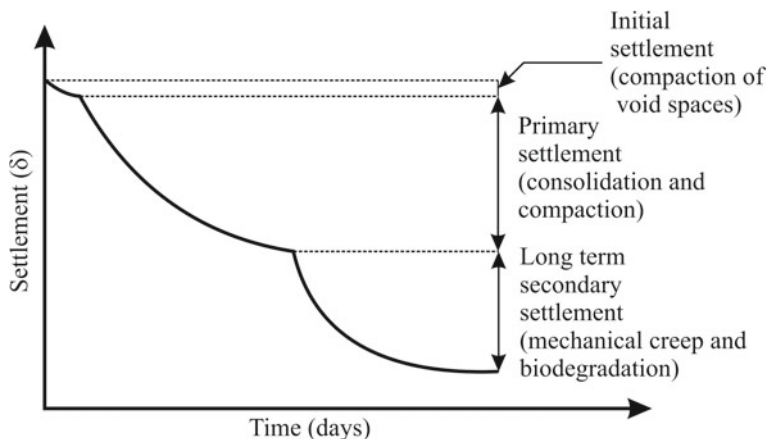 Initial
settlement
(compaction of
void spaces)
Primary
settlement
(consolidation and
compaction)
Long term
secondary
settlement
(mechanical creep and
biodegradation)
Settlement (δ)
Time (days)